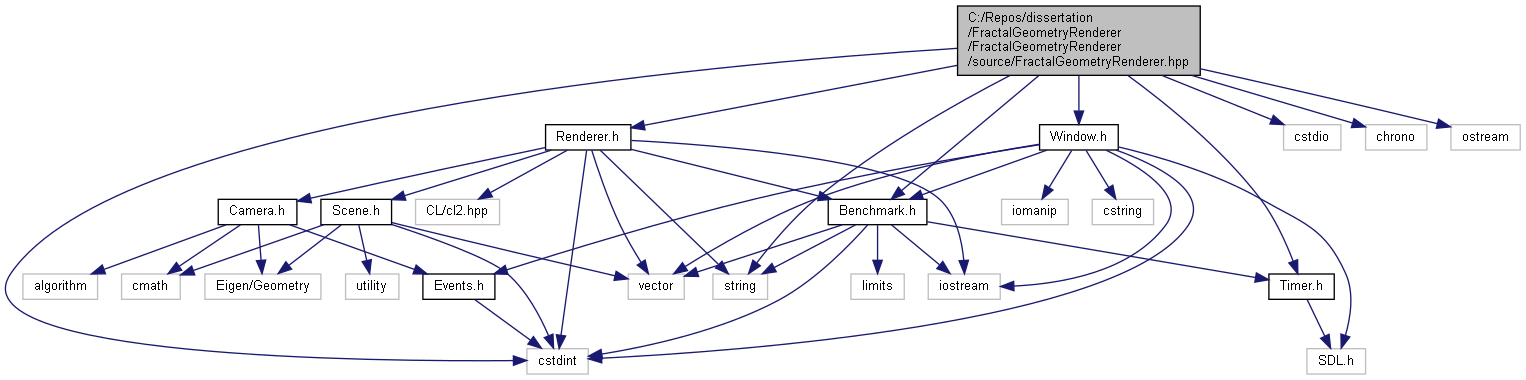 C:/Repos/dissertation
/FractalGeometryRenderer
/FractalGeometryRenderer
/source/FractalGeometryRenderer.hpp
Renderer.h
Window.h
cstdio
chrono
ostream
Camera.h
Scene.h
CL/cl2.hpp
Benchmark.h
iomanip
cstring
algorithm
cmath
Eigen/Geometry
utility
Events.h
vector
string
limits
iostream
Timer.h
cstdint
SDL.h